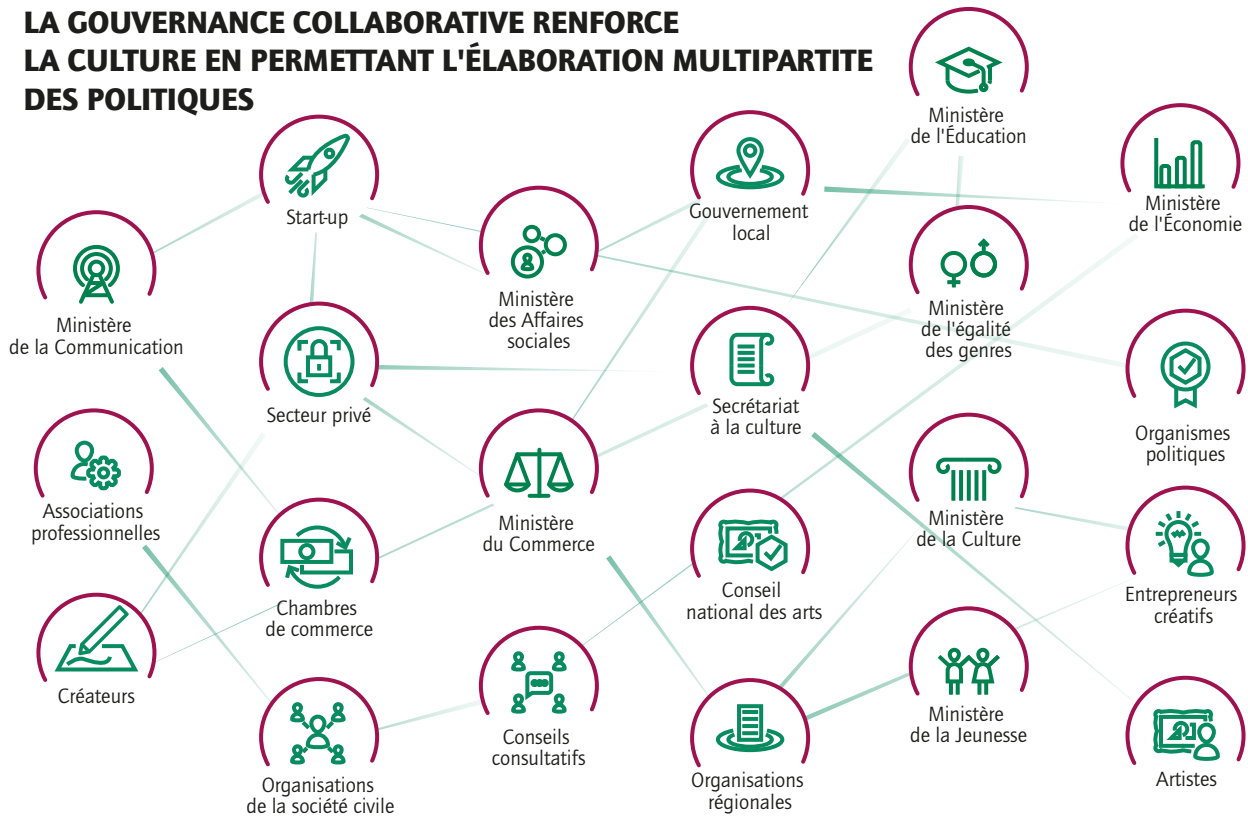 LA GOUVERNANCE COLLABORATIVE RENFORCE
LA CULTURE EN PERMETTANT L'ÉLABORATION MULTIPARTITE
DES POLITIQUES
Ministère
de l'Éducation
Start-up
Gouvernement
local
Ministère
de l'Économie
Ministère
de la Communication
Ministère
des Affaires
sociales
Ministère
de l'égalité
des genres
Secteur privé
Secrétariat
à la culture
Organismes
politiques
Associations
professionnelles
Ministère
du Commerce
Ministère
de la Culture
Chambres
de commerce
Conseil
national des arts
Entrepreneurs
créatifs
Créateurs
Conseils
consultatifs
Ministère
de la Jeunesse
Organisations
de la société civile
Organisations
régionales
Artistes